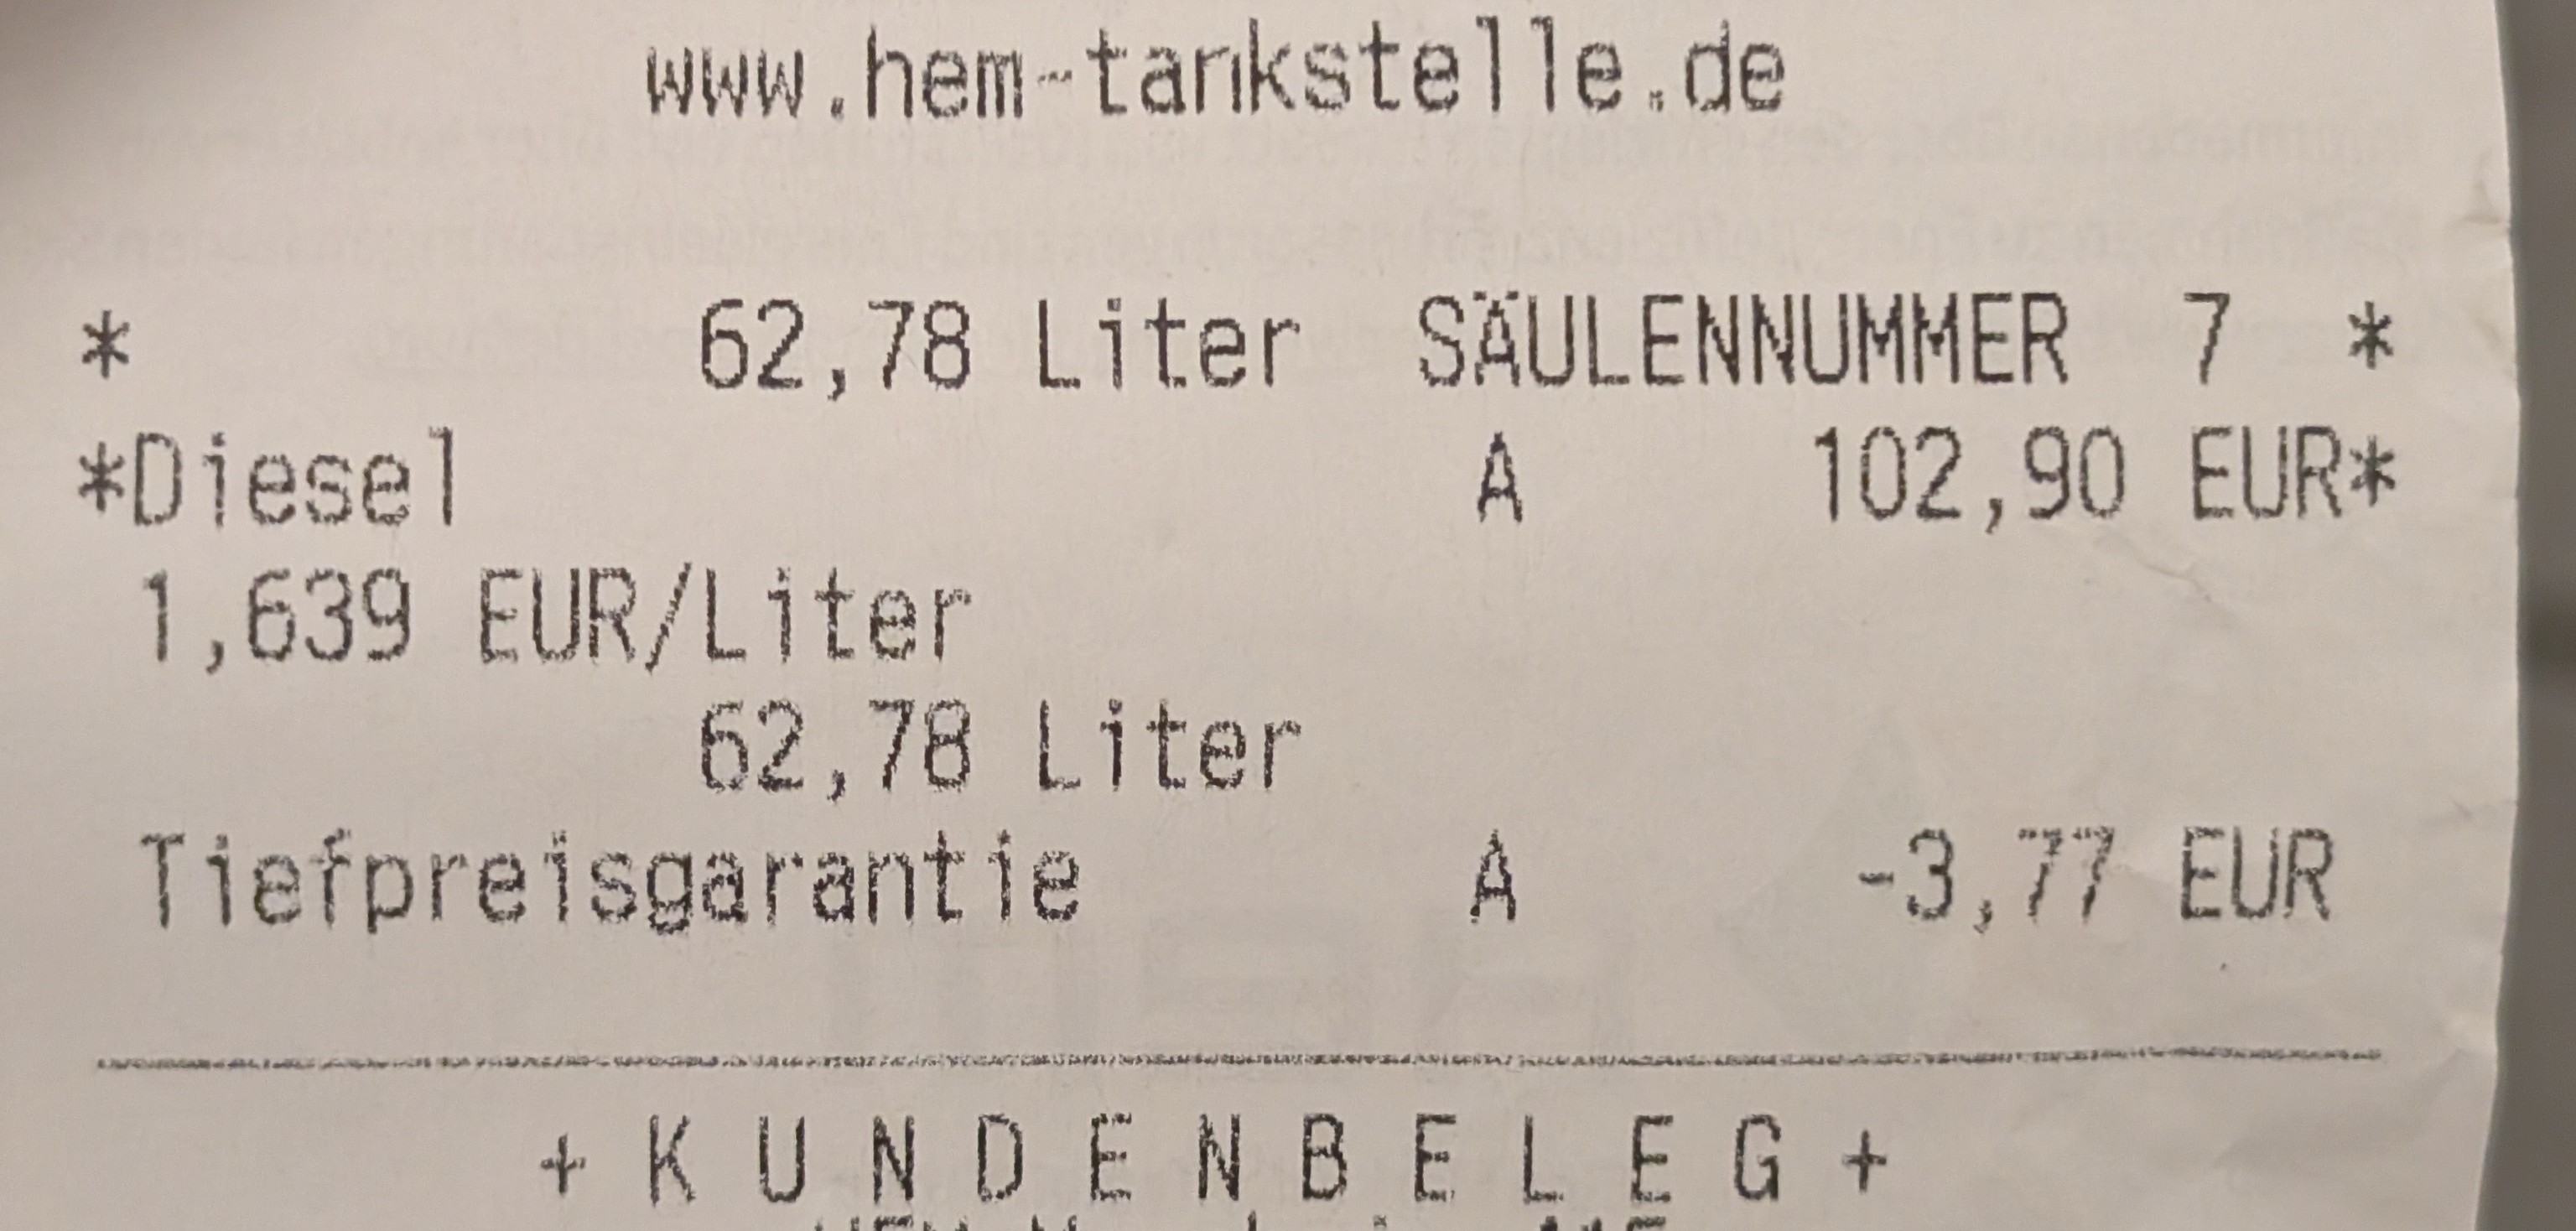 www.hem-tankstelle.de
* 62,78 Liter SÄULENNUMMER 7 *
*Diesel A 102,90 EUR*
1,639 EUR/Liter
62,78 Liter
Tiefpreisgarantie A -3,77 EUR
+ K U N D E N B E L E G +